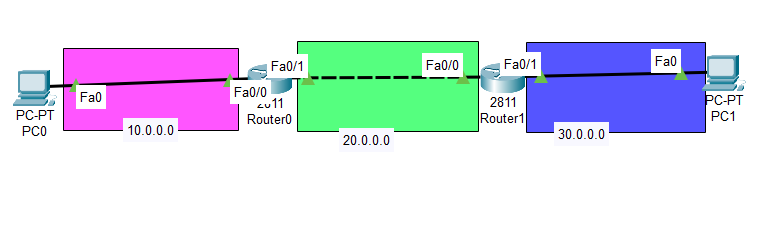 Fa0
PC-PT
PC0
10.0.0.0
Fa0/0
2811
Router0
Fa0/1
20.0.0.0
Fa0/0
2811
Router1
Fa0/1
30.0.0.0
Fa0
PC-PT
PC1